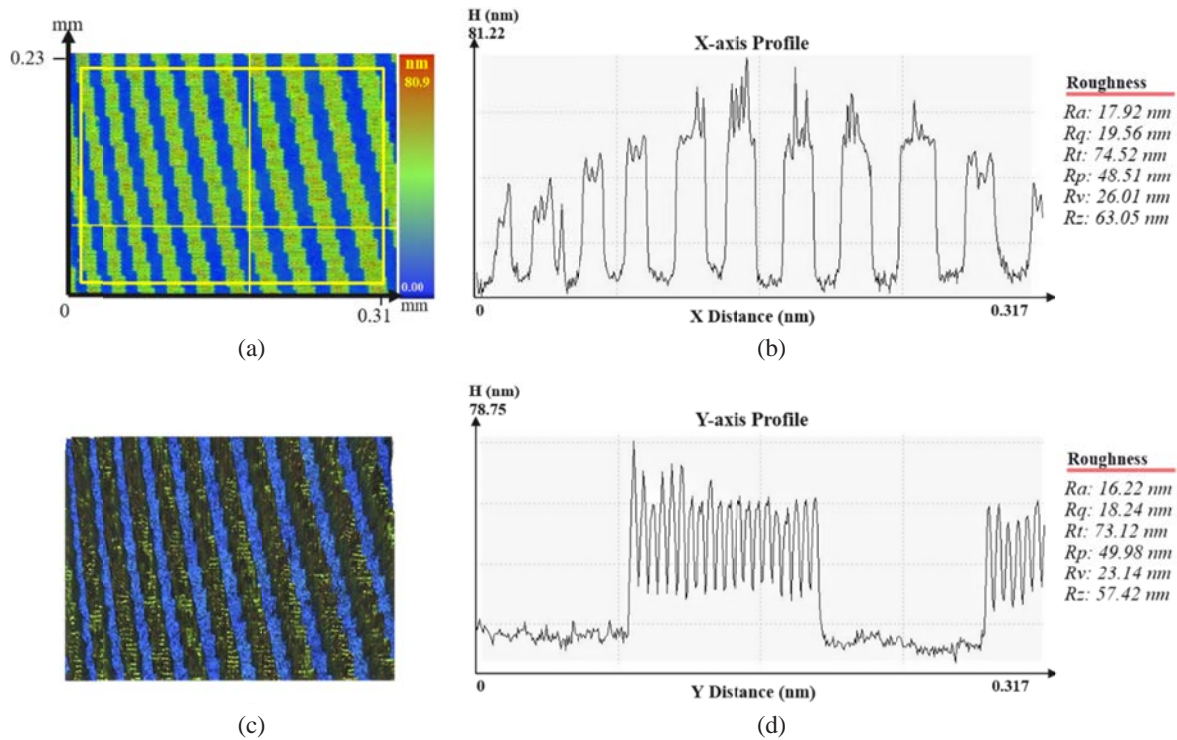 mm
0.23
nm
80.9
0.00
mm
0
0.31
(a)
H (nm)
81.22
X-axis Profile
0
X Distance (nm)
0.317
Roughness
Ra: 17.92 nm
Rq: 19.56 nm
Rt: 74.52 nm
Rp: 48.51 nm
Rv: 26.01 nm
Rz: 63.05 nm
(b)
(c)
H (nm)
78.75
Y-axis Profile
0
Y Distance (nm)
0.317
Roughness
Ra: 16.22 nm
Rq: 18.24 nm
Rt: 73.12 nm
Rp: 49.98 nm
Rv: 23.14 nm
Rz: 57.42 nm
(d)